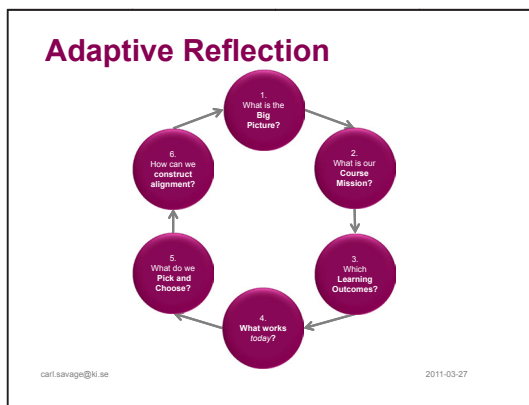 Adaptive Reflection
1.
What is the
Big
Picture?
2.
What is our
Course
Mission?
3.
Which
Learning
Outcomes?
4.
What works
today?
5.
What do we
Pick and
Choose?
6.
How can we
construct
alignment?
carl.savage@ki.se
2011-03-27